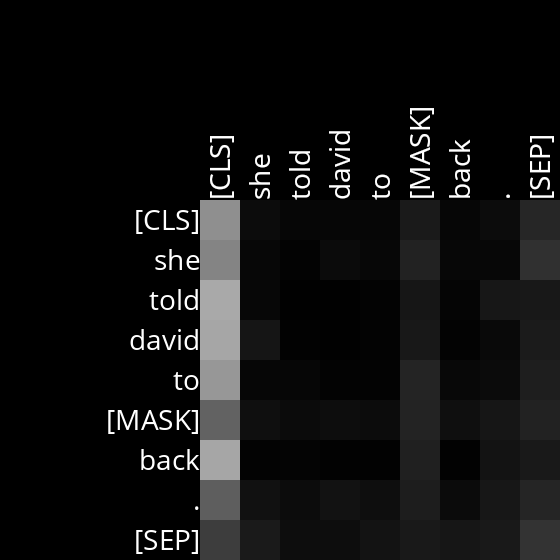 [CLS] she told david to [MASK] back . [SEP]
[CLS]
she
told
david
to
[MASK]
back
.
[SEP]